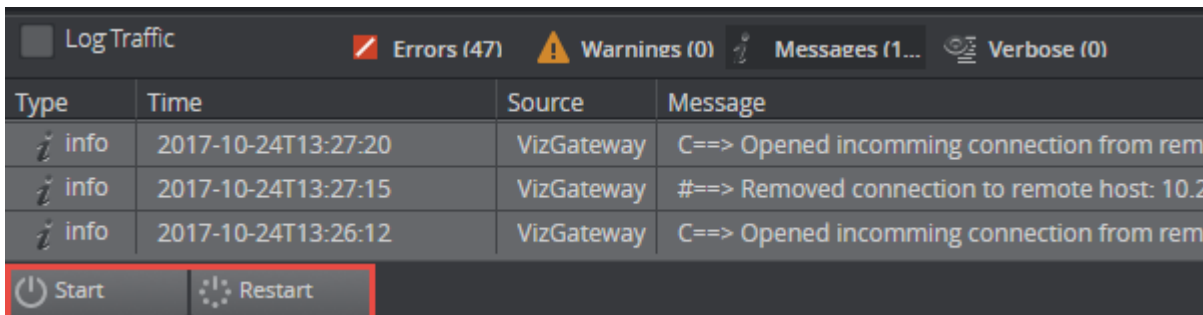 Log Traffic Errors (47) Warnings (0) Messages (1... Verbose (0)
Type Time Source Message
info 2017-10-24T13:27:20 VizGateway C==> Opened incomming connection from rem
info 2017-10-24T13:27:15 VizGateway #==> Removed connection to remote host: 10.2
info 2017-10-24T13:26:12 VizGateway C==> Opened incomming connection from rem
Start Restart